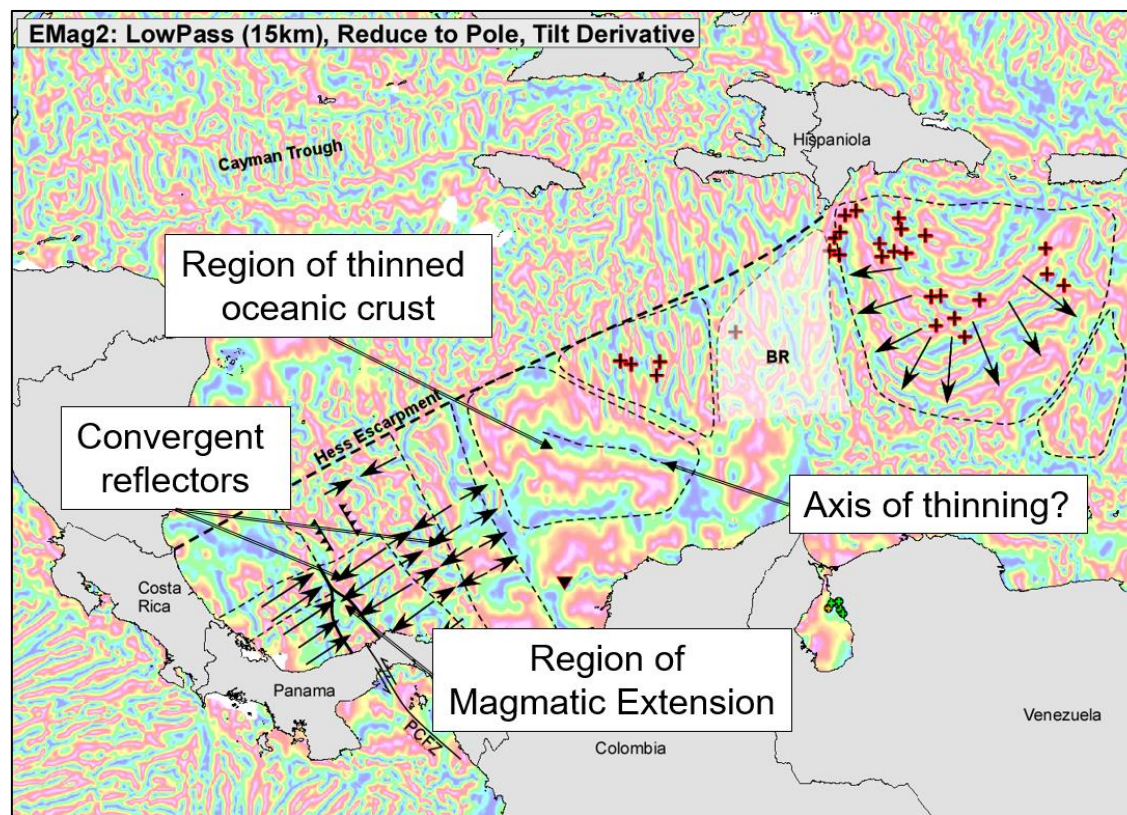 EMag2: LowPass (15km), Reduce to Pole, Tilt Derivative
Cayman Trough
Hispaniola
Region of thinned
oceanic crust
BR
Hess Escarpment
Convergent
reflectors
Axis of thinning?
Costa
Rica
Region of
Magmatic Extension
Panama
PCFZ
Colombia
Venezuela